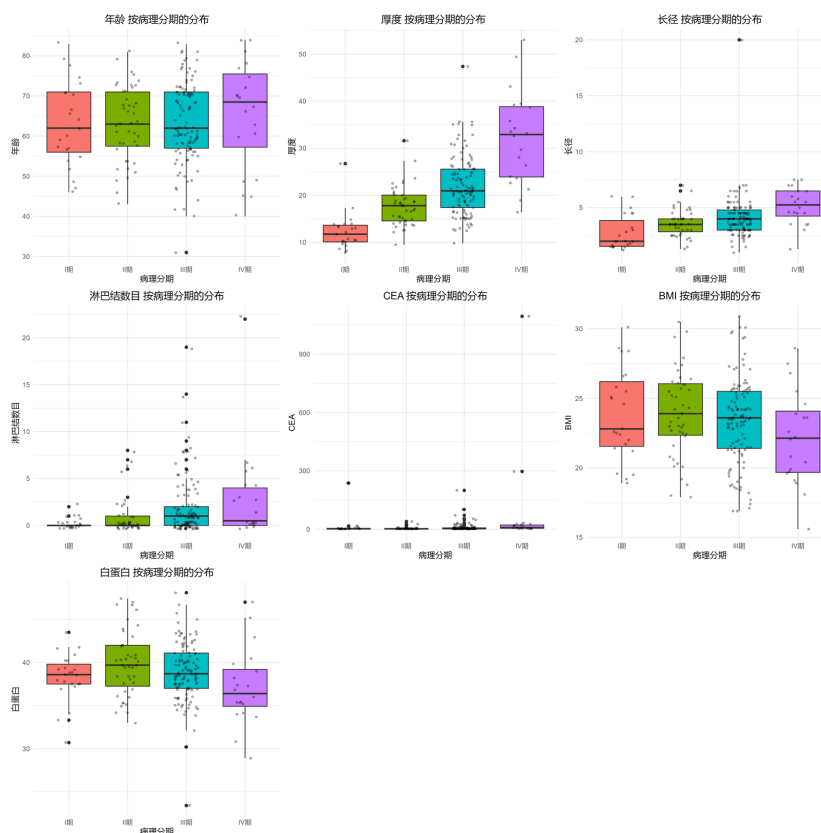 年龄 按病理分期的分布
年龄
80
70
60
50
40
30
I期
II期
III期
IV期
病理分期
厚度 按病理分期的分布
厚度
50
40
30
20
10
I期
II期
III期
IV期
病理分期
长径 按病理分期的分布
长径
20
15
10
5
I期
II期
III期
IV期
病理分期
淋巴结数目 按病理分期的分布
淋巴结数目
20
15
10
5
0
I期
II期
III期
IV期
病理分期
CEA 按病理分期的分布
CEA
900
600
300
0
I期
II期
III期
IV期
病理分期
BMI 按病理分期的分布
BMI
30
25
20
15
I期
II期
III期
IV期
病理分期
白蛋白 按病理分期的分布
白蛋白
40
30
I期
II期
III期
IV期
病理分期